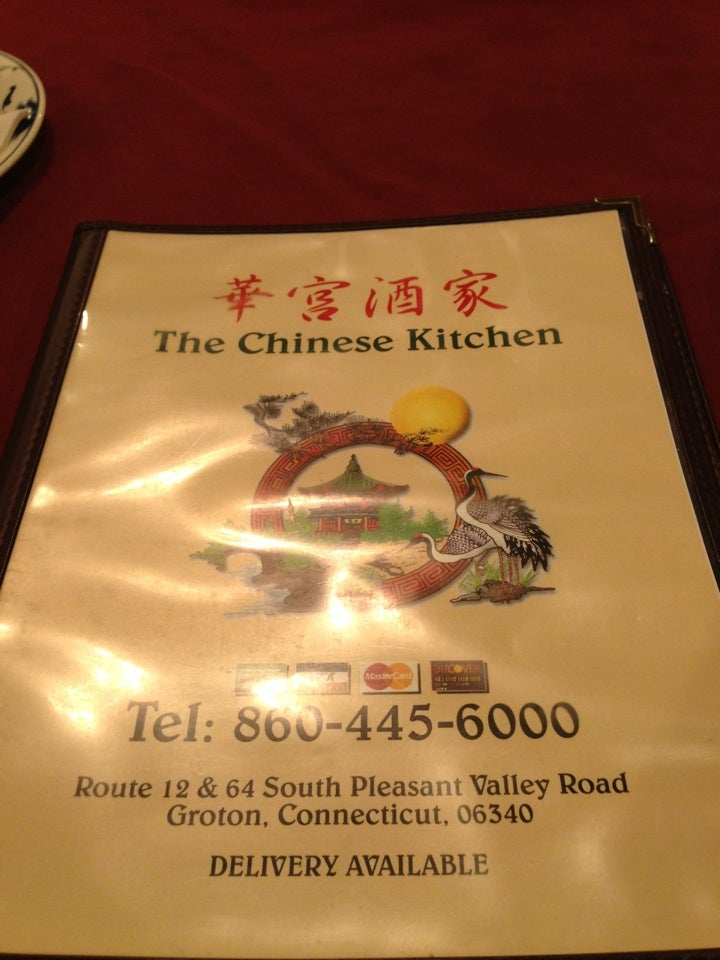 華宮酒家
The Chinese Kitchen
MasterCard
DISCOVER
Tel: 860-445-6000
Route 12 & 64 South Pleasant Valley Road
Groton, Connecticut, 06340
DELIVERY AVAILABLE